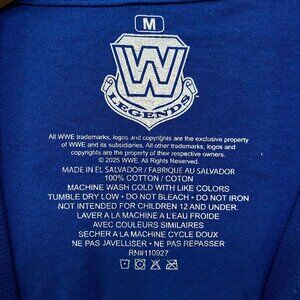 M
W
LEGENDS
All WWE trademarks, logos and copyrights are the exclusive property
of WWE and its subsidiaries. All other trademarks, logos and
copyrights are the property of their respective owners.
© 2025 WWE. All Rights Reserved.
MADE IN EL SALVADOR / FABRIQUÉ AU SALVADOR
100% COTTON / COTON
MACHINE WASH COLD WITH LIKE COLORS
TUMBLE DRY LOW • DO NOT BLEACH • DO NOT IRON
NOT INTENDED FOR CHILDREN 12 AND UNDER.
LAVER A LA MACHINE A L'EAU FROIDE
AVEC COULEURS SIMILAIRES
SECHER A LA MACHINE CYCLE DOUX
NE PAS JAVELLISER • NE PAS REPASSER
RN#110927